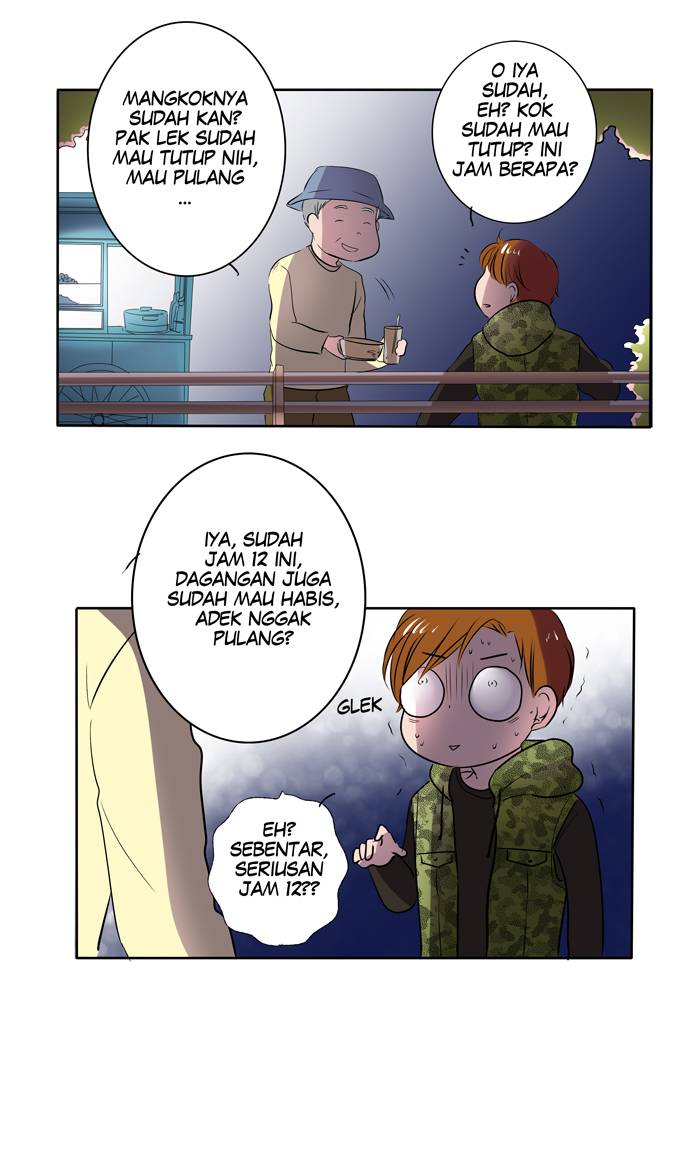 MANGKOKNYA
SUDAH KAN?
PAK LEK SUDAH
MAU TUTUP NIH,
MAU PULANG
...
O IYA
SUDAH,
EH? KOK
SUDAH MAU
TUTUP? INI
JAM BERAPA?
IYA, SUDAH
JAM 12 INI,
DAGANGAN JUGA
SUDAH MAU HABIS,
ADEK NGGAK
PULANG?
GLEK
EH?
SEBENTAR,
SERIUSAN
JAM 12??